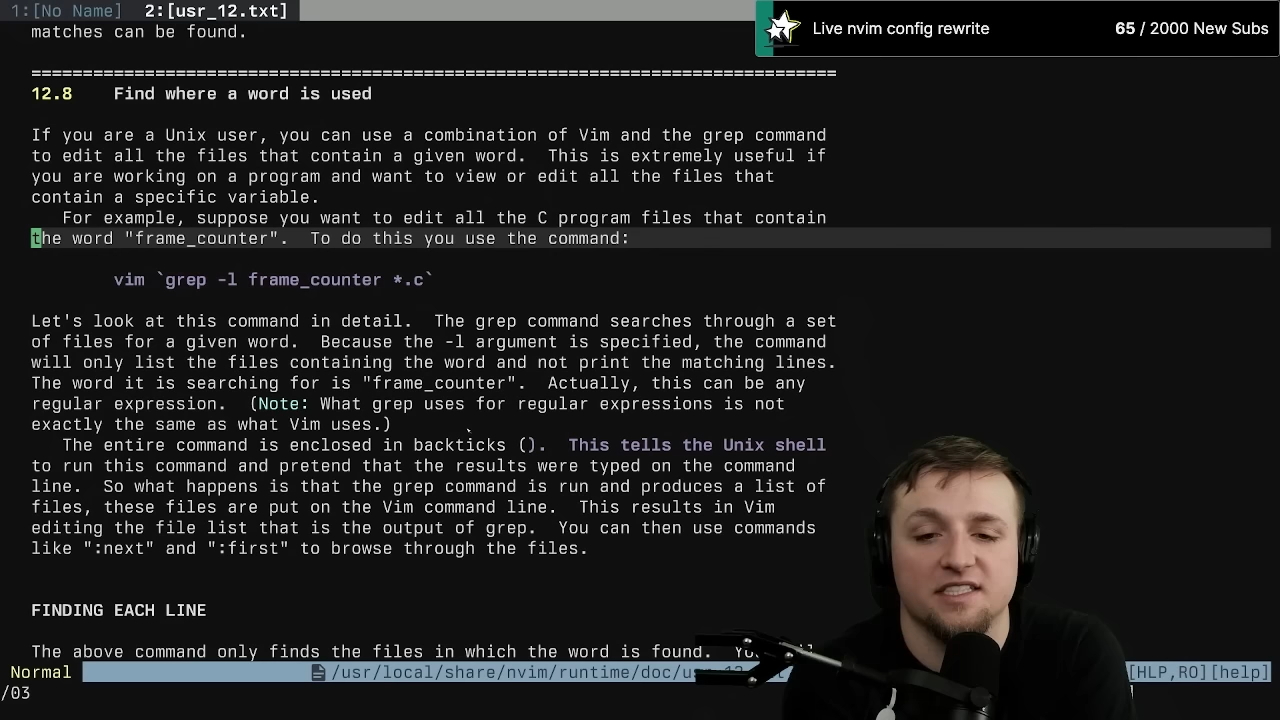 1:[No Name]  2:[usr_12.txt]
Live nvim config rewrite
65 / 2000 New Subs
matches can be found.
==============================================================================
12.8    Find where a word is used
If you are a Unix user, you can use a combination of Vim and the grep command
to edit all the files that contain a given word.  This is extremely useful if
you are working on a program and want to view or edit all the files that
contain a specific variable.
   For example, suppose you want to edit all the C program files that contain
the word "frame_counter".  To do this you use the command:
        vim `grep -l frame_counter *.c`
Let's look at this command in detail.  The grep command searches through a set
of files for a given word.  Because the -l argument is specified, the command
will only list the files containing the word and not print the matching lines.
The word it is searching for is "frame_counter".  Actually, this can be any
regular expression.  (Note: What grep uses for regular expressions is not
exactly the same as what Vim uses.)
   The entire command is enclosed in backticks ().  This tells the Unix shell
to run this command and pretend that the results were typed on the command
line.  So what happens is that the grep command is run and produces a list of
files, these files are put on the Vim command line.  This results in Vim
editing the file list that is the output of grep.  You can then use commands
like ":next" and ":first" to browse through the files.
FINDING EACH LINE
The above command only finds the files in which the word is found.
Normal
/usr/local/share/nvim/runtime/doc/
[HLP,RO][help]
/03